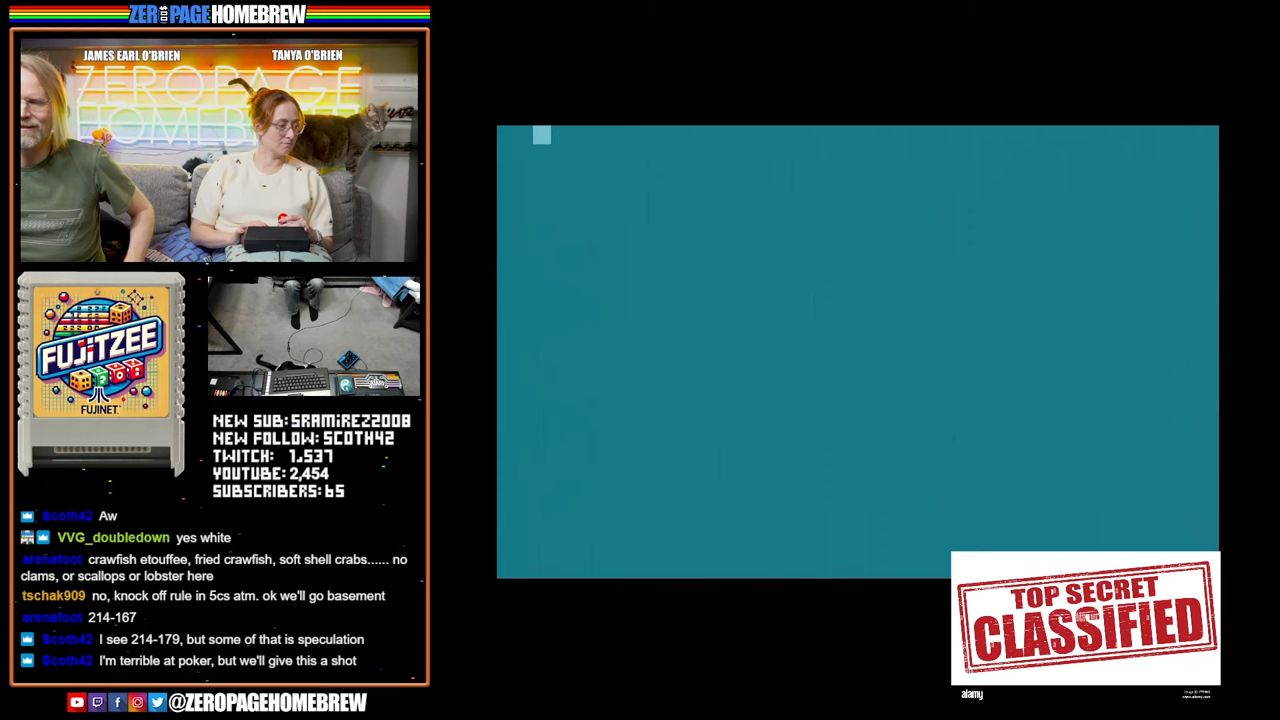 ZEROPAGE HOMEBREW
JAMES EARL O'BRIEN
TANYA O'BRIEN
ZEROPAGE
HOMEBREW
FUJITZEE
FUJINET
NEW SUB: SRAMIREZ2008
NEW FOLLOW: SCOTH42
TWITCH: 1,537
YOUTUBE: 2,454
SUBSCRIBERS: 65
Scoth42 Aw
VVG_doubledown yes white
arenafoot crawfish etouffee, fried crawfish, soft shell crabs...... no
clams, or scallops or lobster here
tschak909 no, knock off rule in 5cs atm. ok we'll go basement
arenafoot 214-167
Scoth42 I see 214-179, but some of that is speculation
Scoth42 I'm terrible at poker, but we'll give this a shot
@ZEROPAGEHOMEBREW
TOP SECRET
CLASSIFIED
alamy